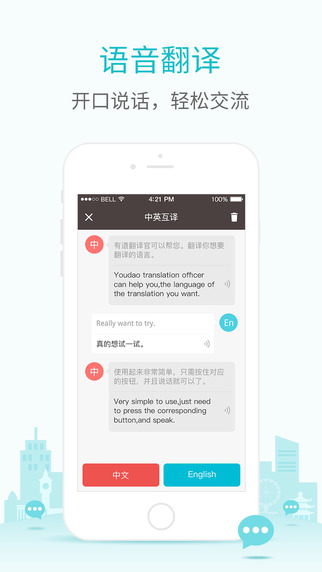 语音翻译
开口说话，轻松交流
BELL 4:21 PM 100%
中英互译
中
有道翻译官可以帮您。翻译你想要
翻译的语言。
Youdao translation officer
can help you,the language of
the translation you want.
Really want to try.
En
真的想试一试。
中
使用起来非常简单，只需按住对应
的按钮，并且说话就可以了。
Very simple to use,just need
to press the corresponding
button,and speak.
中文 English